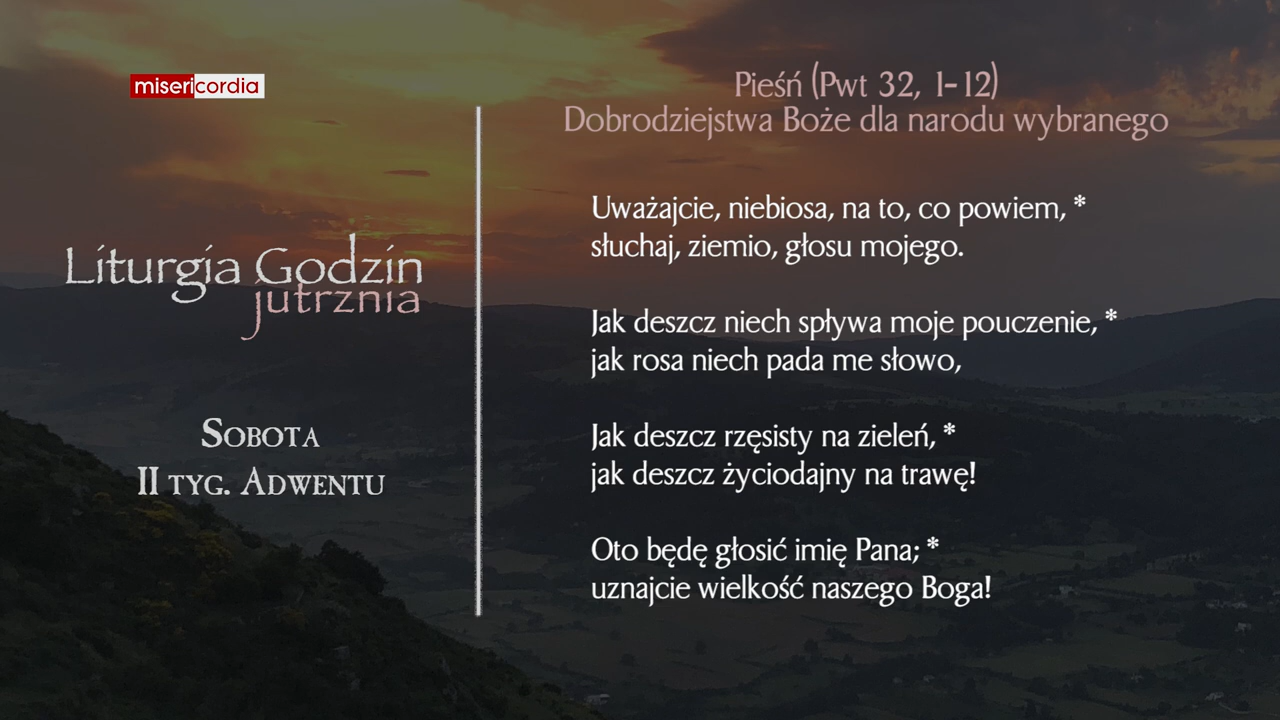 misericordia
Liturgia Godzin
jutrznia
Sobota
II tyg. Adwentu
Pieśń (Pwt 32, 1-12)
Dobrodziejstwa Boże dla narodu wybranego
Uważajcie, niebiosa, na to, co powiem, *
słuchaj, ziemio, głosu mojego.
Jak deszcz niech spływa moje pouczenie, *
jak rosa niech pada me słowo,
Jak deszcz rzęsisty na zieleń, *
jak deszcz życiodajny na trawę!
Oto będę głosić imię Pana; *
uznajcie wielkość naszego Boga!